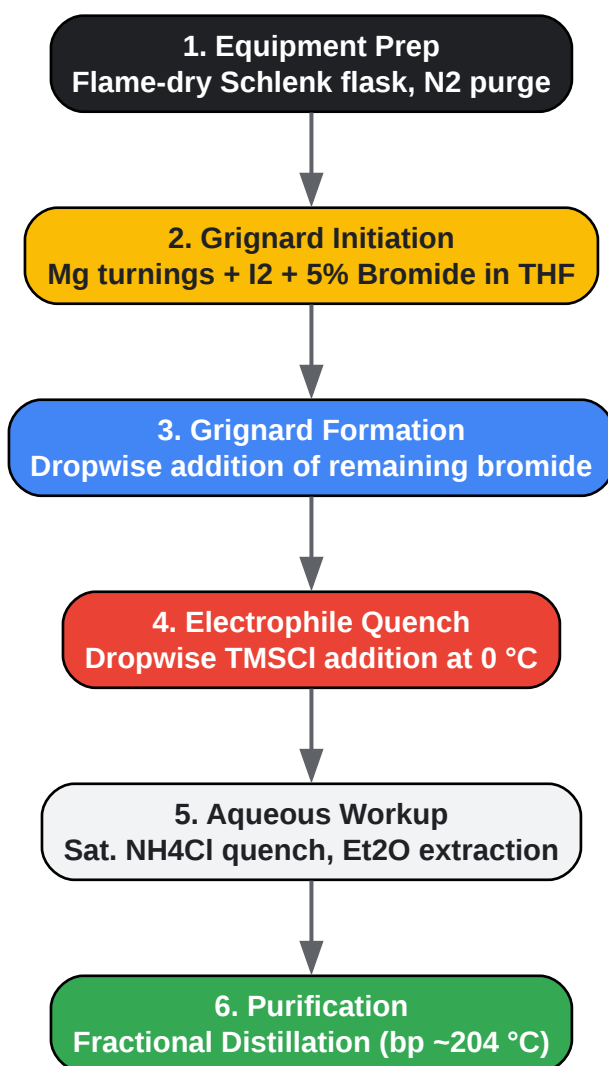 1. Equipment Prep
Flame-dry Schlenk flask, N2 purge
2. Grignard Initiation
Mg turnings + I2 + 5% Bromide in THF
3. Grignard Formation
Dropwise addition of remaining bromide
4. Electrophile Quench
Dropwise TMSCl addition at 0 °C
5. Aqueous Workup
Sat. NH4Cl quench, Et2O extraction
6. Purification
Fractional Distillation (bp ~204 °C)